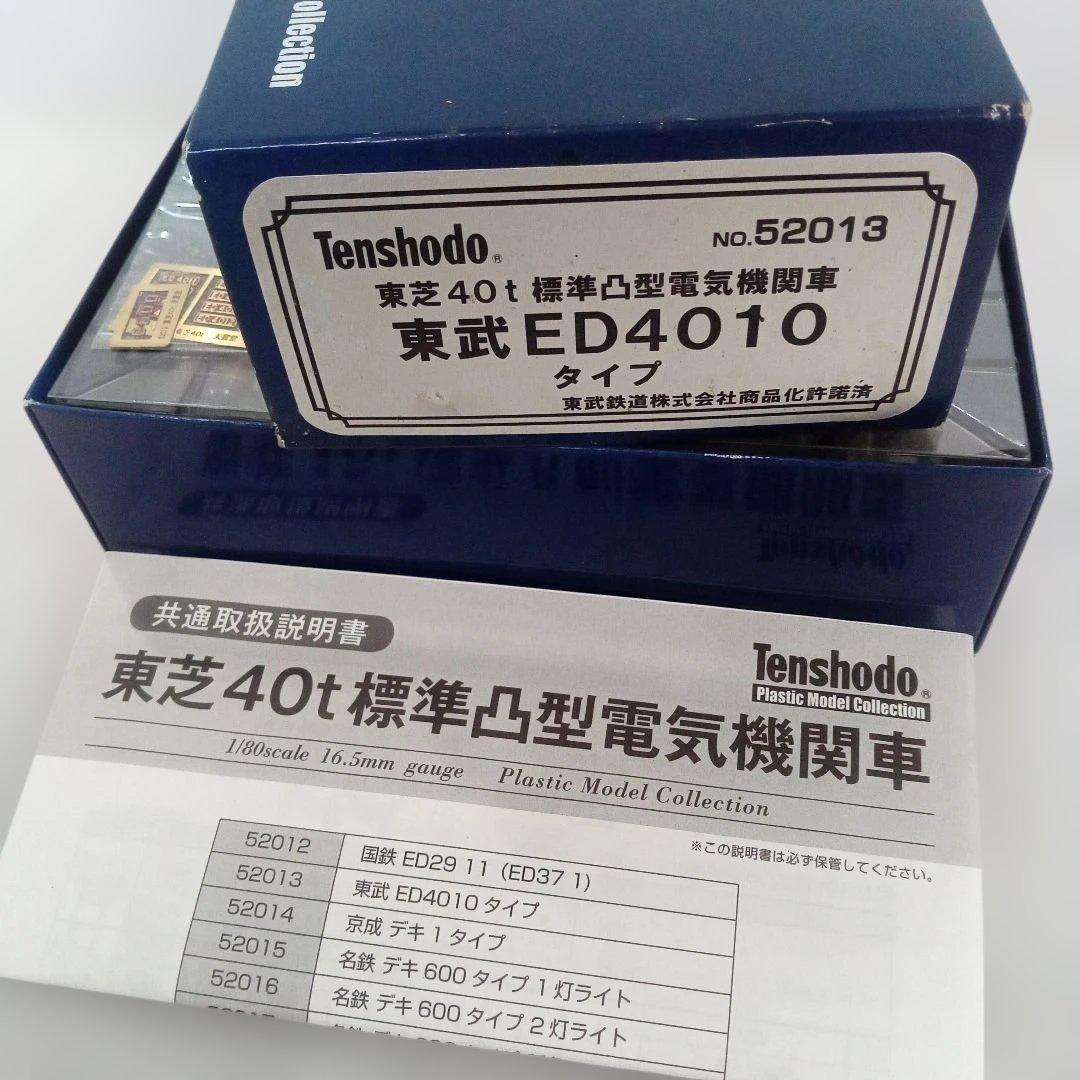 ollection
Tenshodo®
NO.52013
東芝40t 標準凸型電気機関車
東武ED4010
タイプ
東武鉄道株式会社商品化許諾済
共通取扱説明書
東芝40t標準凸型電気機関車
Tenshodo®
Plastic Model Collection
1/80scale 16.5mm gauge Plastic Model Collection
※この説明書は必ず保管してください。
52012 国鉄 ED29 11（ED37 1）
52013 東武 ED4010 タイプ
52014 京成 デキ 1 タイプ
52015 名鉄 デキ 600 タイプ 1 灯ライト
52016 名鉄 デキ 600 タイプ 2 灯ライト